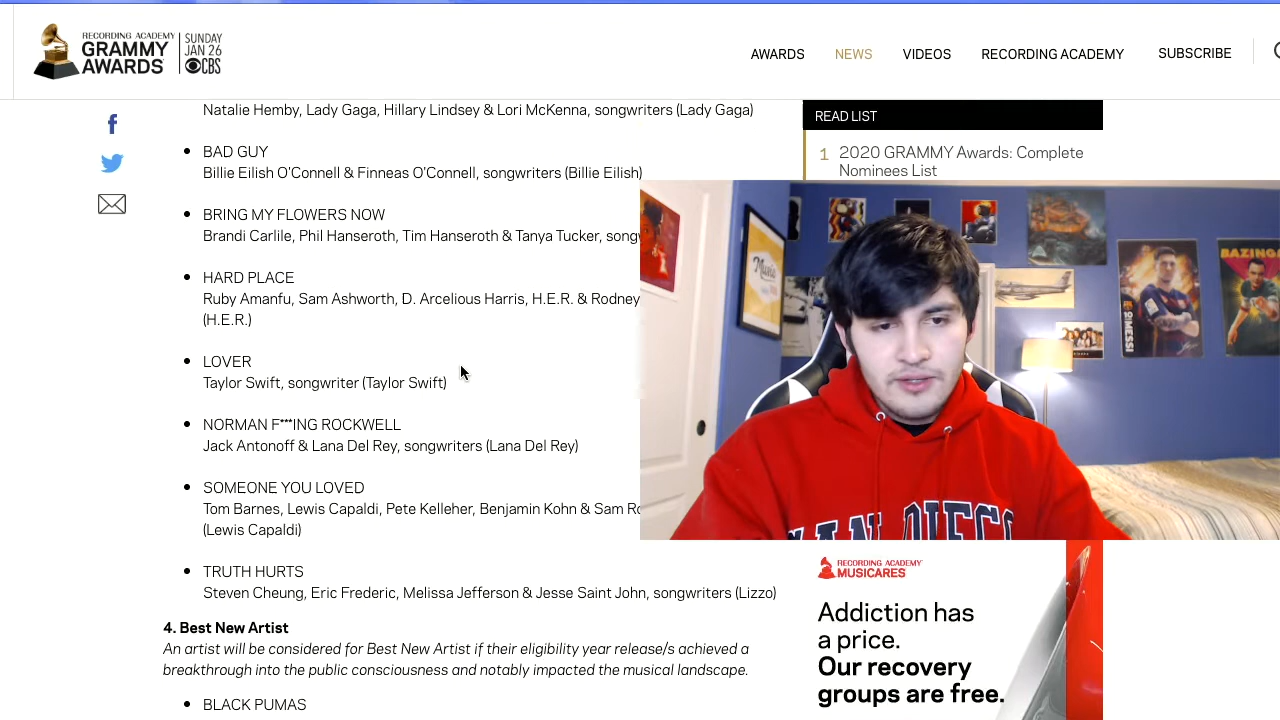 RECORDING ACADEMY
GRAMMY
AWARDS
SUNDAY
JAN 26
CBS
AWARDS
NEWS
VIDEOS
RECORDING ACADEMY
SUBSCRIBE
Natalie Hemby, Lady Gaga, Hillary Lindsey & Lori McKenna, songwriters (Lady Gaga)
BAD GUY
Billie Eilish O'Connell & Finneas O'Connell, songwriters (Billie Eilish)
BRING MY FLOWERS NOW
Brandi Carlile, Phil Hanseroth, Tim Hanseroth & Tanya Tucker,
HARD PLACE
Ruby Amanfu, Sam Ashworth, D. Arcelious Harris, H.E.R. & Rodney
(H.E.R.)
LOVER
Taylor Swift, songwriter (Taylor Swift)
NORMAN F***ING ROCKWELL
Jack Antonoff & Lana Del Rey, songwriters (Lana Del Rey)
SOMEONE YOU LOVED
Tom Barnes, Lewis Capaldi, Pete Kelleher, Benjamin Kohn & Sam
(Lewis Capaldi)
TRUTH HURTS
Steven Cheung, Eric Frederic, Melissa Jefferson & Jesse Saint John, songwriters (Lizzo)
4. Best New Artist
An artist will be considered for Best New Artist if their eligibility year release/s achieved a
breakthrough into the public consciousness and notably impacted the musical landscape.
BLACK PUMAS
READ LIST
1 2020 GRAMMY Awards: Complete
Nominees List
Music
10 MESSI
BAZINGA
SAN DIEGO
RECORDING ACADEMY
MUSICARES
Addiction has
a price.
Our recovery
groups are free.